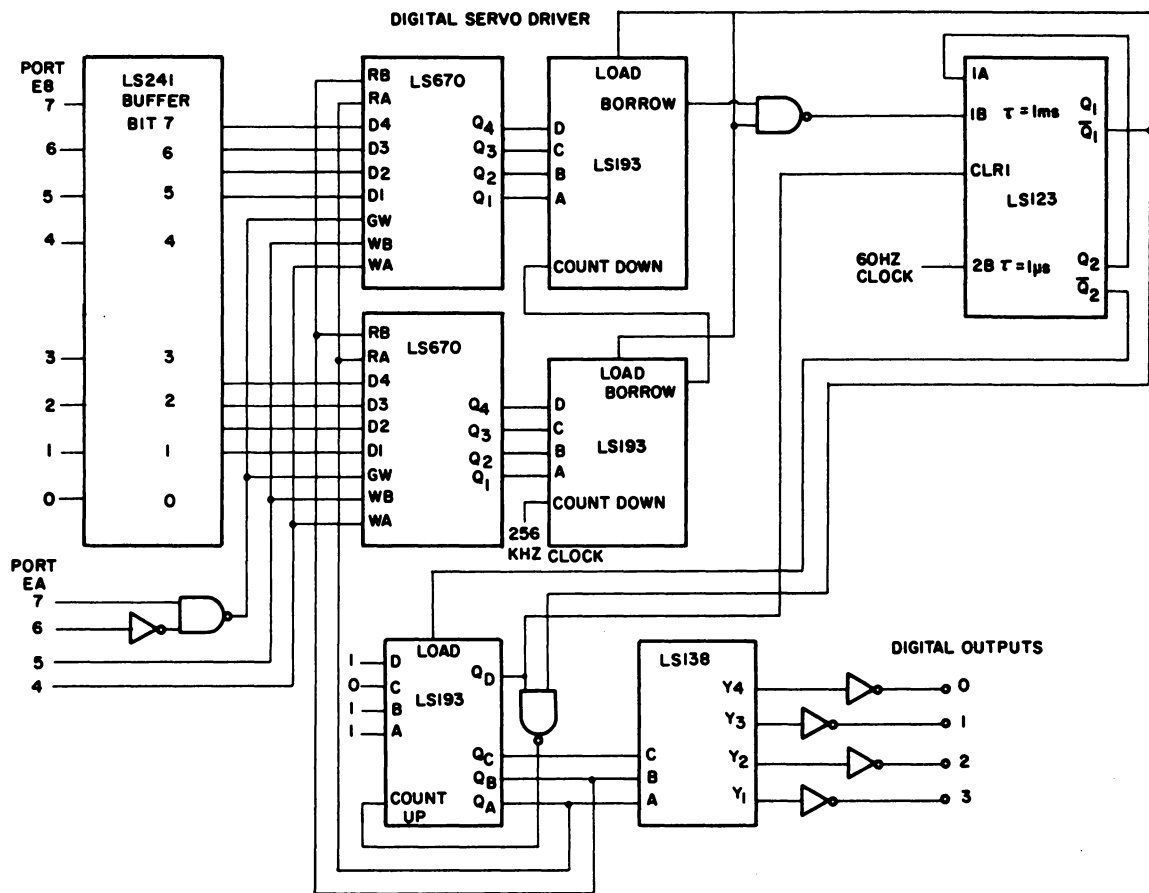 DIGITAL SERVO DRIVER
PORT
E8
7
6
5
4
3
2
1
0
LS241
BUFFER
BIT 7
6
5
4
3
2
1
0
RB
RA
D4
D3
D2
D1
GW
WB
WA
LS670
Q4
Q3
Q2
Q1
LOAD
BORROW
D
C
B
A
LS193
COUNT DOWN
1A
1B τ = 1ms
CLR1
LS123
2B τ = 1μs
Q1
Q̅1
Q2
Q̅2
60HZ
CLOCK
RB
RA
D4
D3
D2
D1
GW
WB
WA
LS670
Q4
Q3
Q2
Q1
LOAD
BORROW
D
C
B
A
LS193
COUNT DOWN
256
KHZ CLOCK
PORT
EA
7
6
5
4
1 D
0 C
1 B
1 A
LOAD
LS193
QD
QC
QB
QA
COUNT
UP
LS138
C
B
A
Y4
Y3
Y2
Y1
DIGITAL OUTPUTS
0
1
2
3